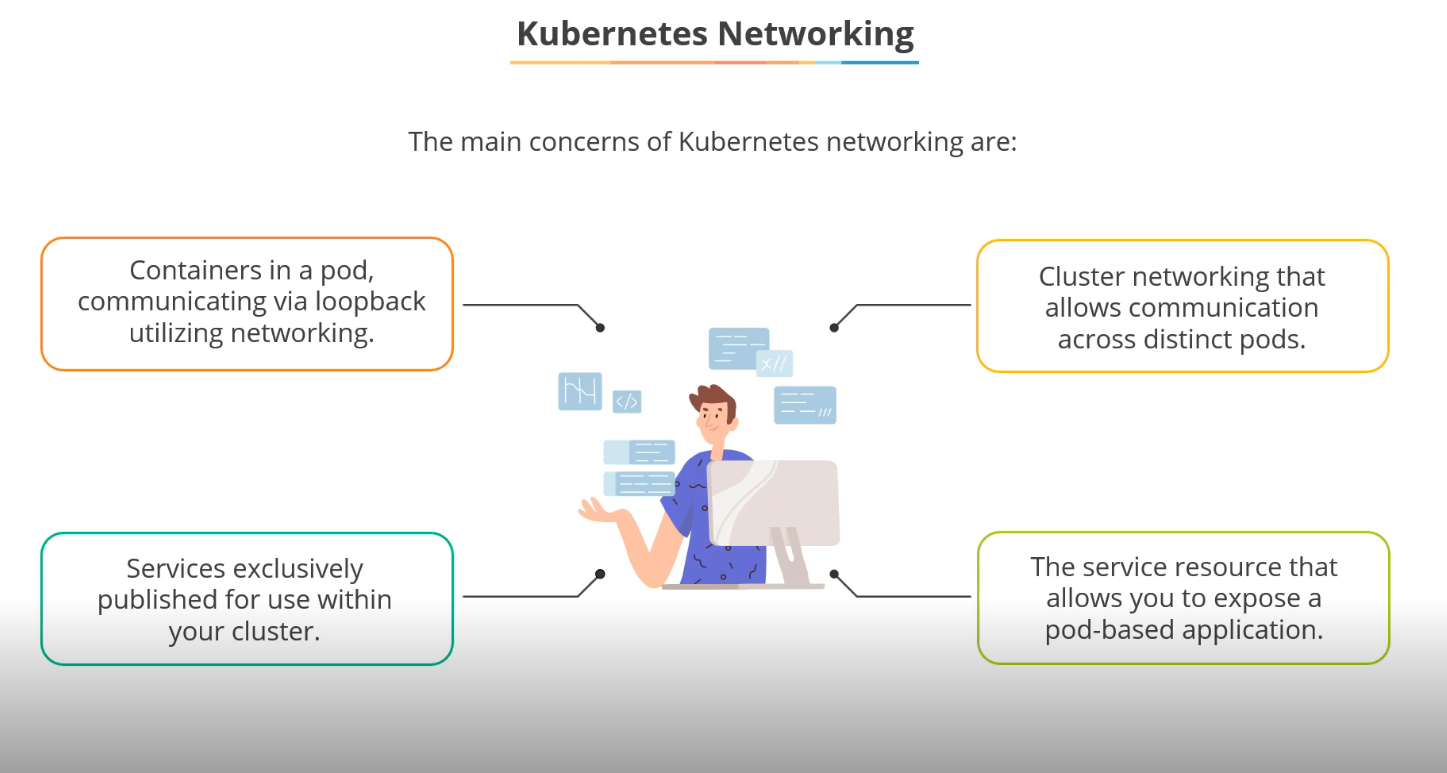 Kubernetes Networking
The main concerns of Kubernetes networking are:
Containers in a pod,
communicating via loopback
utilizing networking.
Cluster networking that
allows communication
across distinct pods.
x//
</>
///
Services exclusively
published for use within
your cluster.
The service resource that
allows you to expose a
pod-based application.